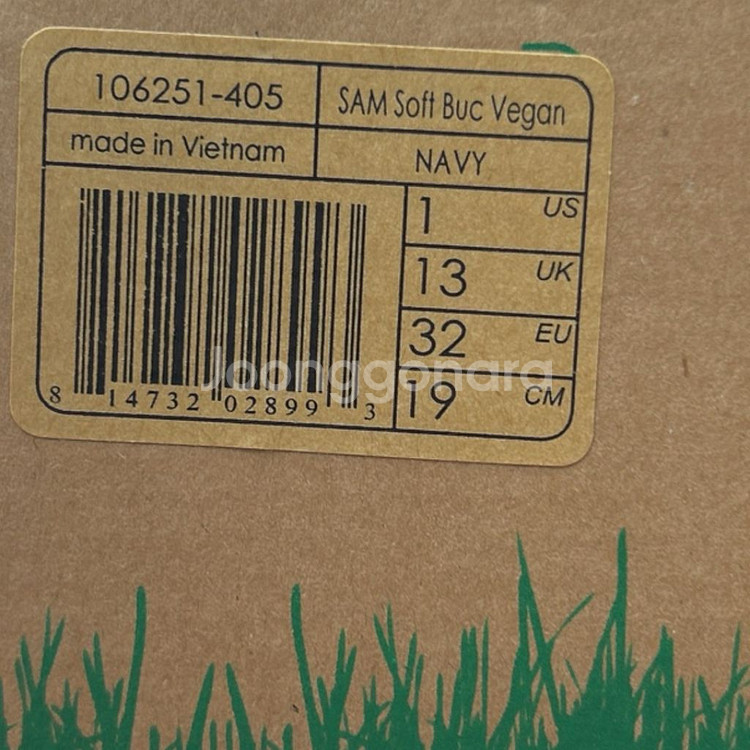 106251-405
SAM Soft Buc Vegan
made in Vietnam
NAVY
1 US
13 UK
32 EU
19 CM
8 14732 02899 3
Joonggonara